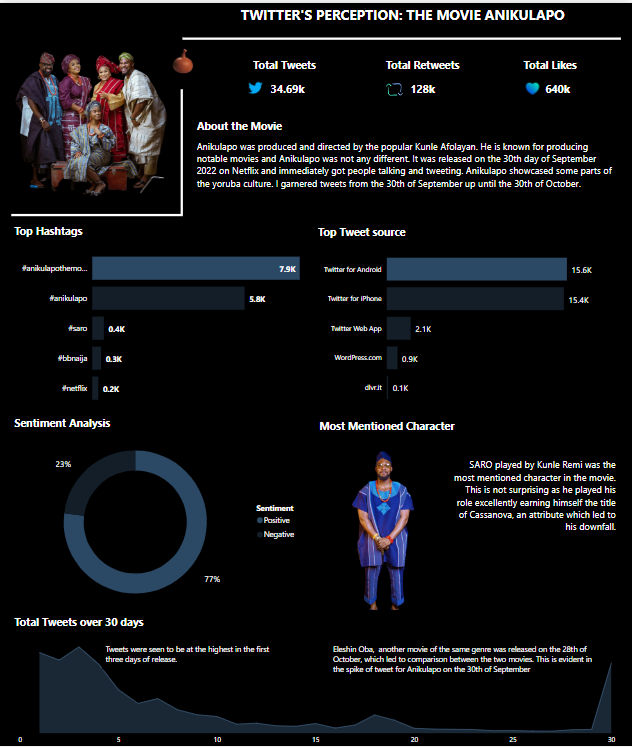 TWITTER'S PERCEPTION: THE MOVIE ANIKULAPO
Total Tweets
34.69k
Total Retweets
128k
Total Likes
640k
About the Movie
Anikulapo was produced and directed by the popular Kunle Afolayan. He is known for producing
notable movies and Anikulapo was not any different. It was released on the 30th day of September
2022 on Netflix and immediately got people talking and tweeting. Anikulapo showcased some parts of
the yoruba culture. I garnered tweets from the 30th of September up until the 30th of October.
Top Hashtags
#anikulapothemo... 7.9K
#anikulapo 5.8K
#saro 0.4K
#bbnaija 0.3K
#netflix 0.2K
Top Tweet source
Twitter for Android 15.6K
Twitter for iPhone 15.4K
Twitter Web App 2.1K
WordPress.com 0.9K
dlvr.it 0.1K
Sentiment Analysis
23%
77%
Sentiment
Positive
Negative
Most Mentioned Character
SARO played by Kunle Remi was the
most mentioned character in the movie.
This is not surprising as he played his
role excellently earning himself the title
of Cassanova, an attribute which led to
his downfall.
Total Tweets over 30 days
Tweets were seen to be at the highest in the first
three days of release.
Eleshin Oba, another movie of the same genre was released on the 28th of
October, which led to comparison between the two movies. This is evident in
the spike of tweet for Anikulapo on the 30th of September
0 5 10 15 20 25 30